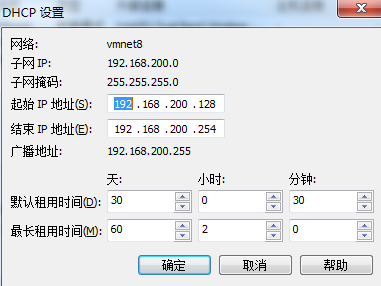 DHCP 设置
网络: vmnet8
子网 IP: 192.168.200.0
子网掩码: 255.255.255.0
起始 IP 地址(S): 192 . 168 . 200 . 128
结束 IP 地址(E): 192 . 168 . 200 . 254
广播地址: 192.168.200.255
天: 小时: 分钟:
默认租用时间(D): 30 0 30
最长租用时间(M): 60 2 0
确定 取消 帮助